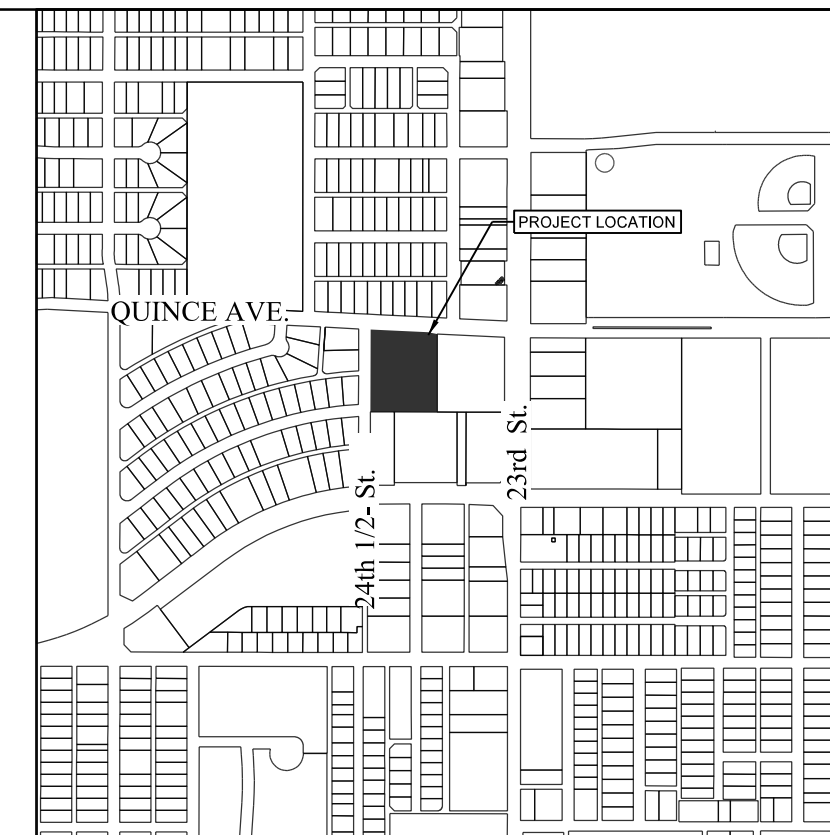 PROJECT LOCATION
QUINCE AVE.
23rd St.
24th 1/2- St.